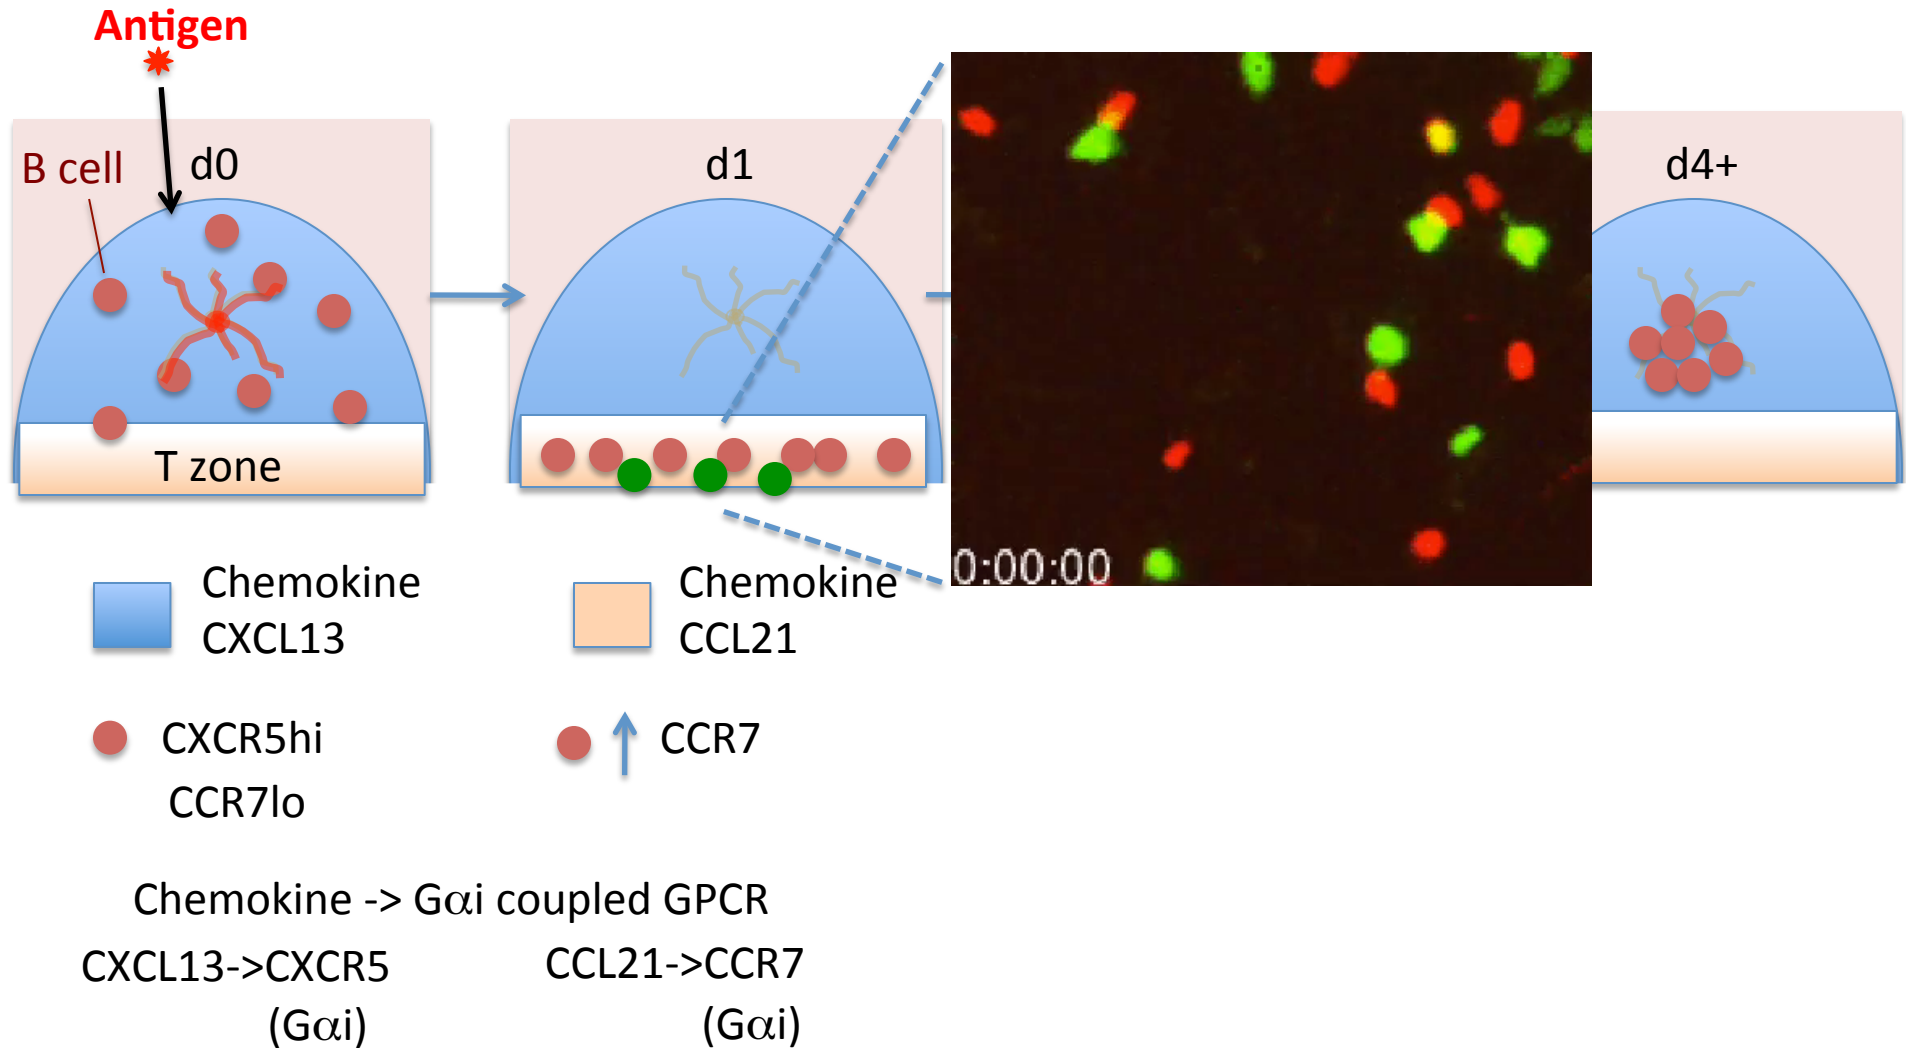 Antigen
B cell
d0
d1
d4+
T zone
0:00:00
Chemokine
CXCL13
Chemokine
CCL21
CXCR5hi
CCR7lo
CCR7
Chemokine -> Gαi coupled GPCR
CXCL13->CXCR5
(Gαi)
CCL21->CCR7
(Gαi)